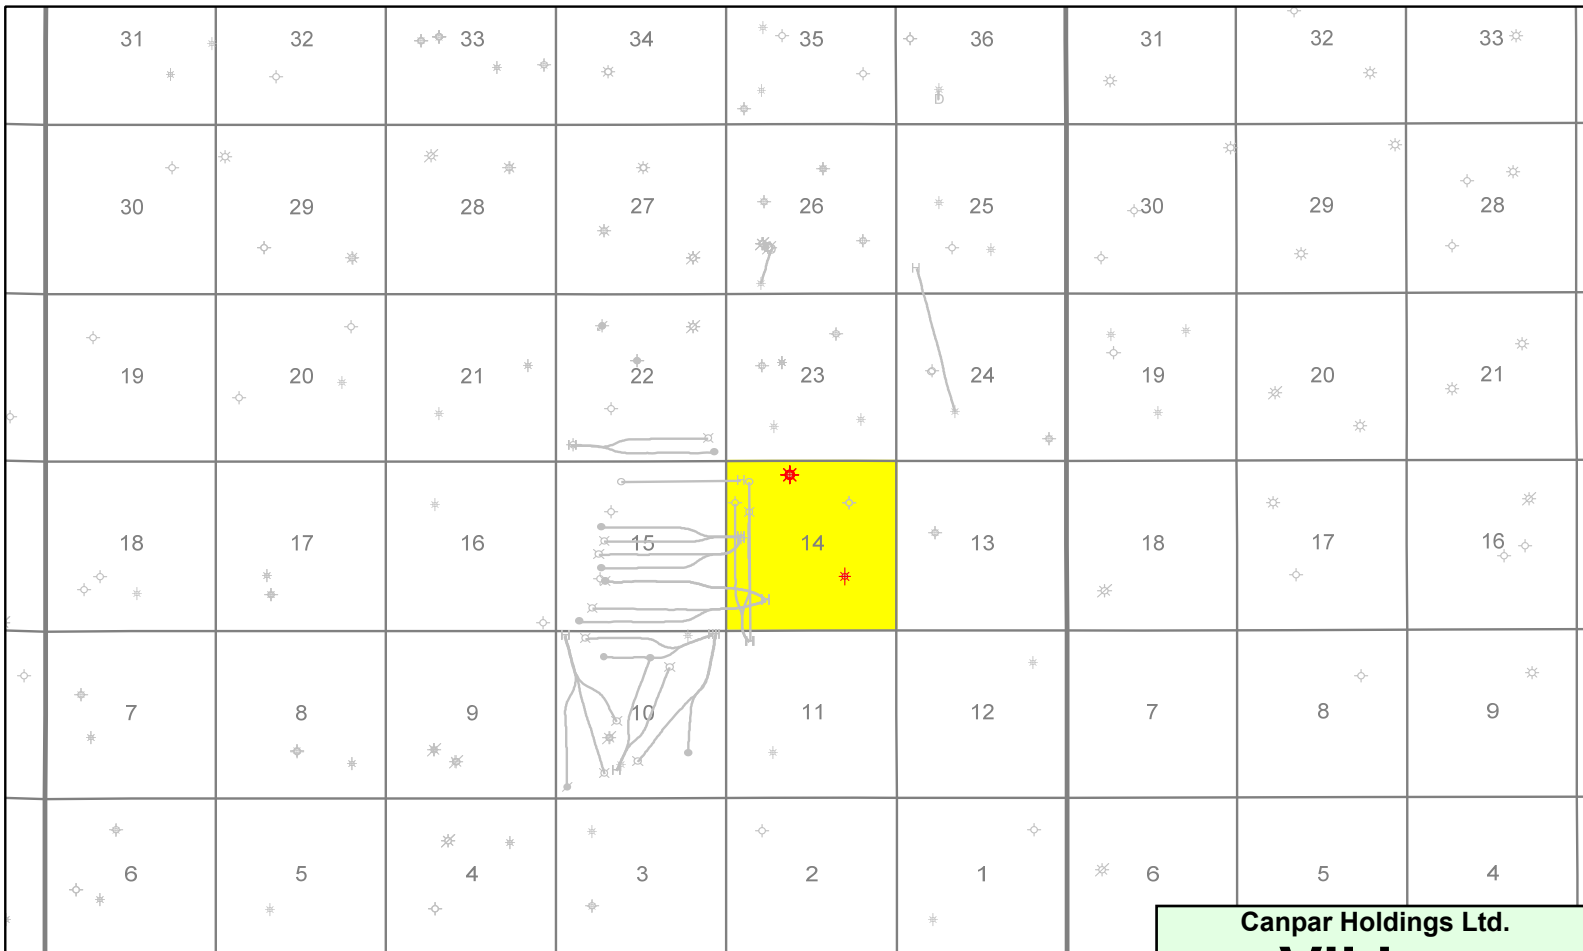 31 32 33 34 35 36 31 32 33
D
30 29 28 27 26 25 30 29 28
H
19 20 21 22 23 24 19 20 21
H
H
18 17 16 15 14 13 18 17 16
H
H
H H H
7 8 9 10 11 12 7 8 9
H
6 5 4 3 2 1 6 5 4
Canpar Holdings Ltd.